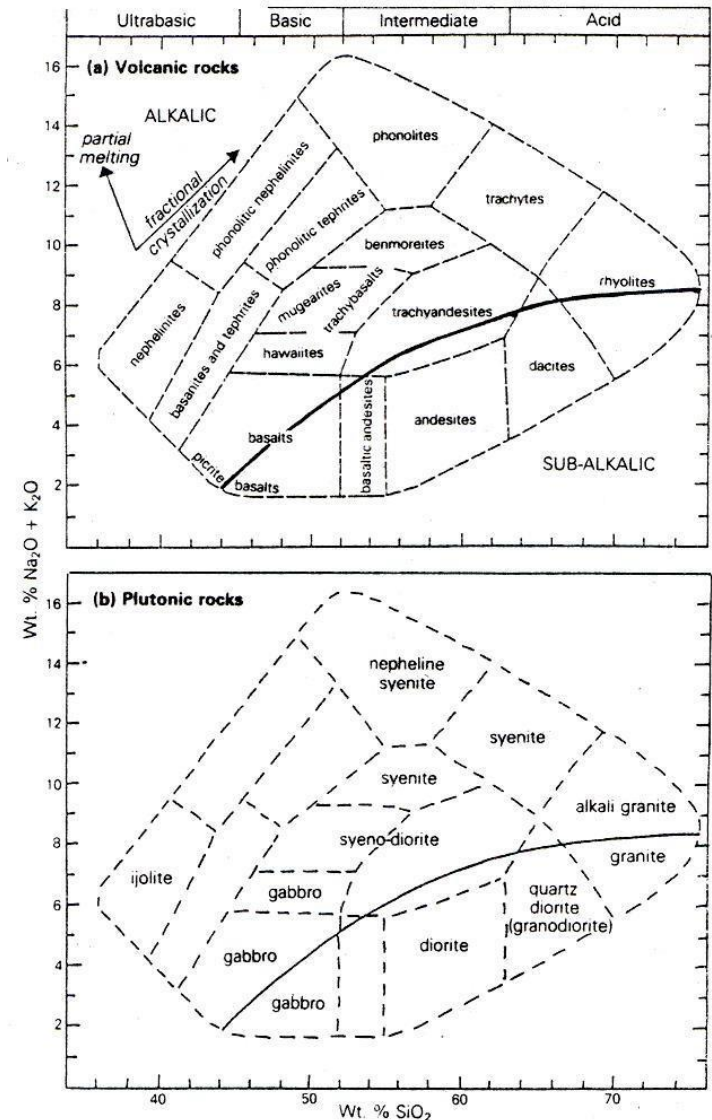 Ultrabasic Basic Intermediate Acid
(a) Volcanic rocks
16
ALKALIC
partial
melting
fractional
crystallization
phonolites
14
phonolitic nephelinites
12
phonolitic tephrites
trachytes
benmoreites
10
rhyolites
mugearites
trachybasalts
8
nephelinites
trachyandesites
basanites and tephrites
hawaiites
6
dacites
4
basalts
basaltic andesites
andesites
picrite
2
basalts
SUB-ALKALIC
Wt. % Na₂O + K₂O
(b) Plutonic rocks
16
nepheline
syenite
14
12
syenite
10
syenite
alkali granite
8
syeno-diorite
granite
ijolite
gabbro
quartz
diorite
(granodiorite)
6
4
gabbro
diorite
gabbro
2
40 50 60 70
Wt. % SiO₂